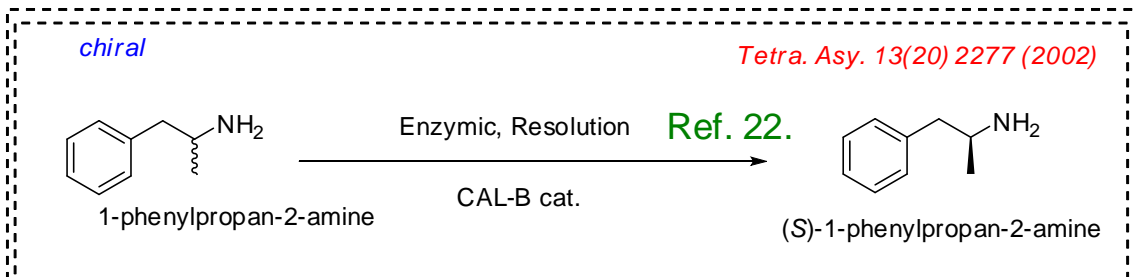 chiral
Tetra. Asy. 13(20) 2277 (2002)
NH2
Enzymic, Resolution
Ref. 22.
NH2
CAL-B cat.
1-phenylpropan-2-amine
(S)-1-phenylpropan-2-amine